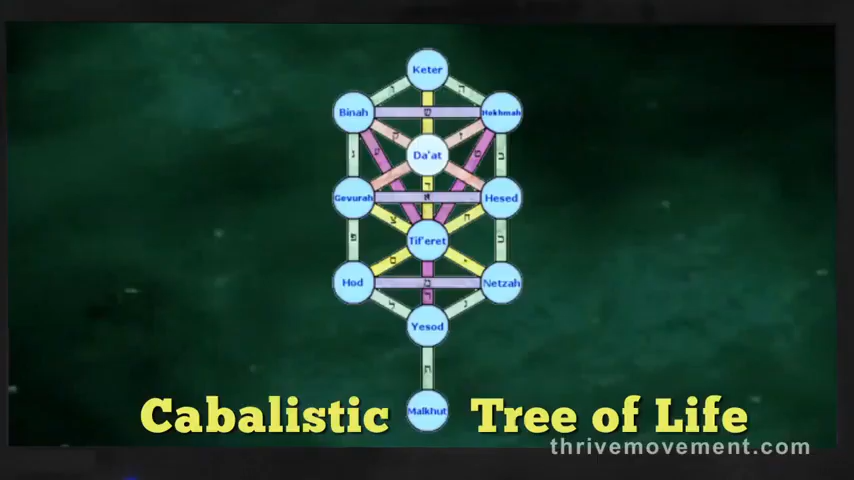 Keter
Binah
Hokhmah
Da'at
Gevurah
Hesed
Tif'eret
Hod
Netzah
Yesod
Malkhut
Cabalistic Tree of Life
thrivemovement.com